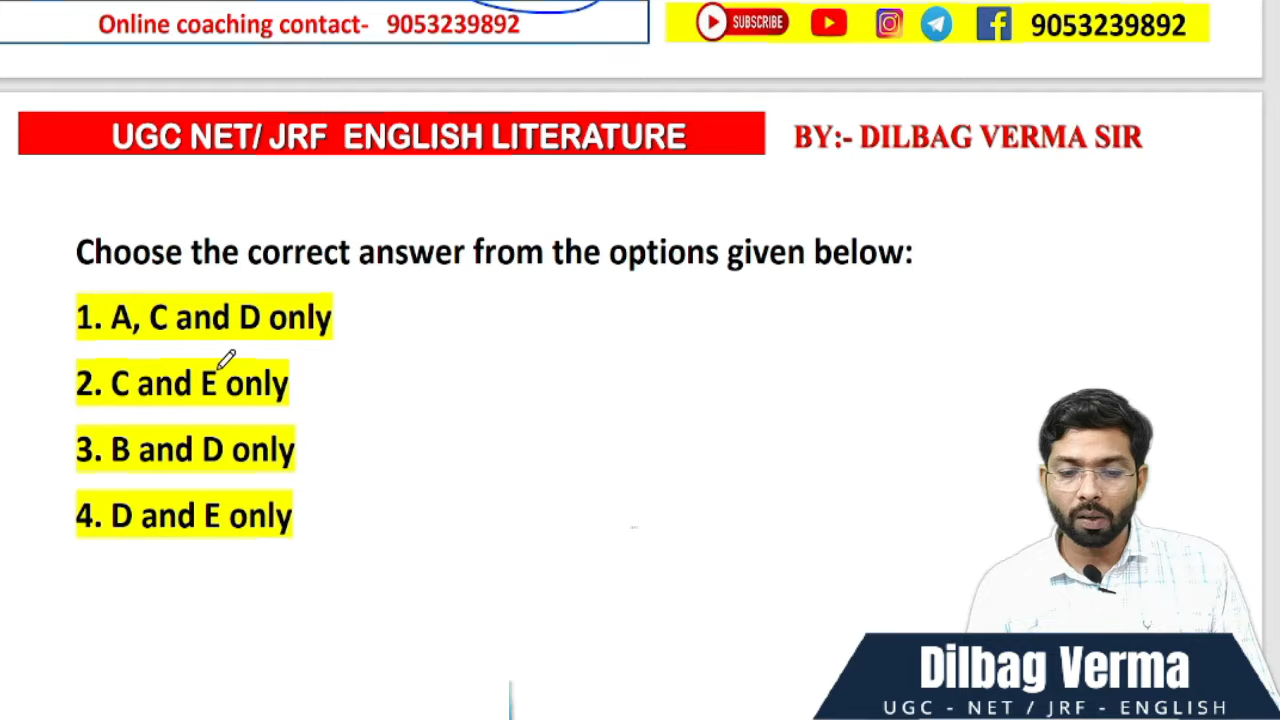 Online coaching contact- 9053239892
SUBSCRIBE
9053239892
UGC NET/ JRF ENGLISH LITERATURE
BY:- DILBAG VERMA SIR
Choose the correct answer from the options given below:
1. A, C and D only
2. C and E only
3. B and D only
4. D and E only
Dilbag Verma
UGC - NET / JRF - ENGLISH